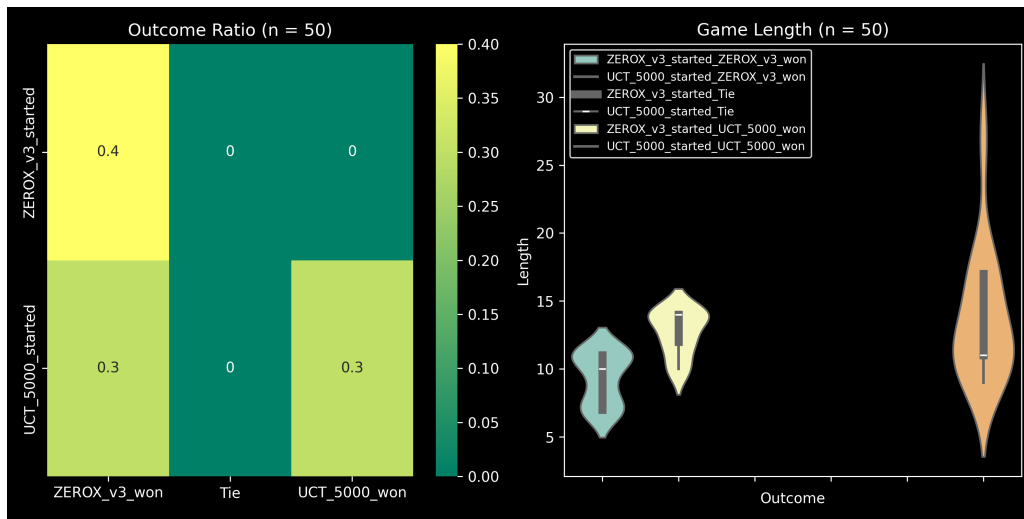 Outcome Ratio (n = 50)
ZEROX_v3_started
UCT_5000_started
0.4
0
0
0.3
0
0.3
ZEROX_v3_won
Tie
UCT_5000_won
0.40
0.35
0.30
0.25
0.20
0.15
0.10
0.05
0.00
Game Length (n = 50)
ZEROX_v3_started_ZEROX_v3_won
UCT_5000_started_ZEROX_v3_won
ZEROX_v3_started_Tie
UCT_5000_started_Tie
ZEROX_v3_started_UCT_5000_won
UCT_5000_started_UCT_5000_won
Length
30
25
20
15
10
5
Outcome